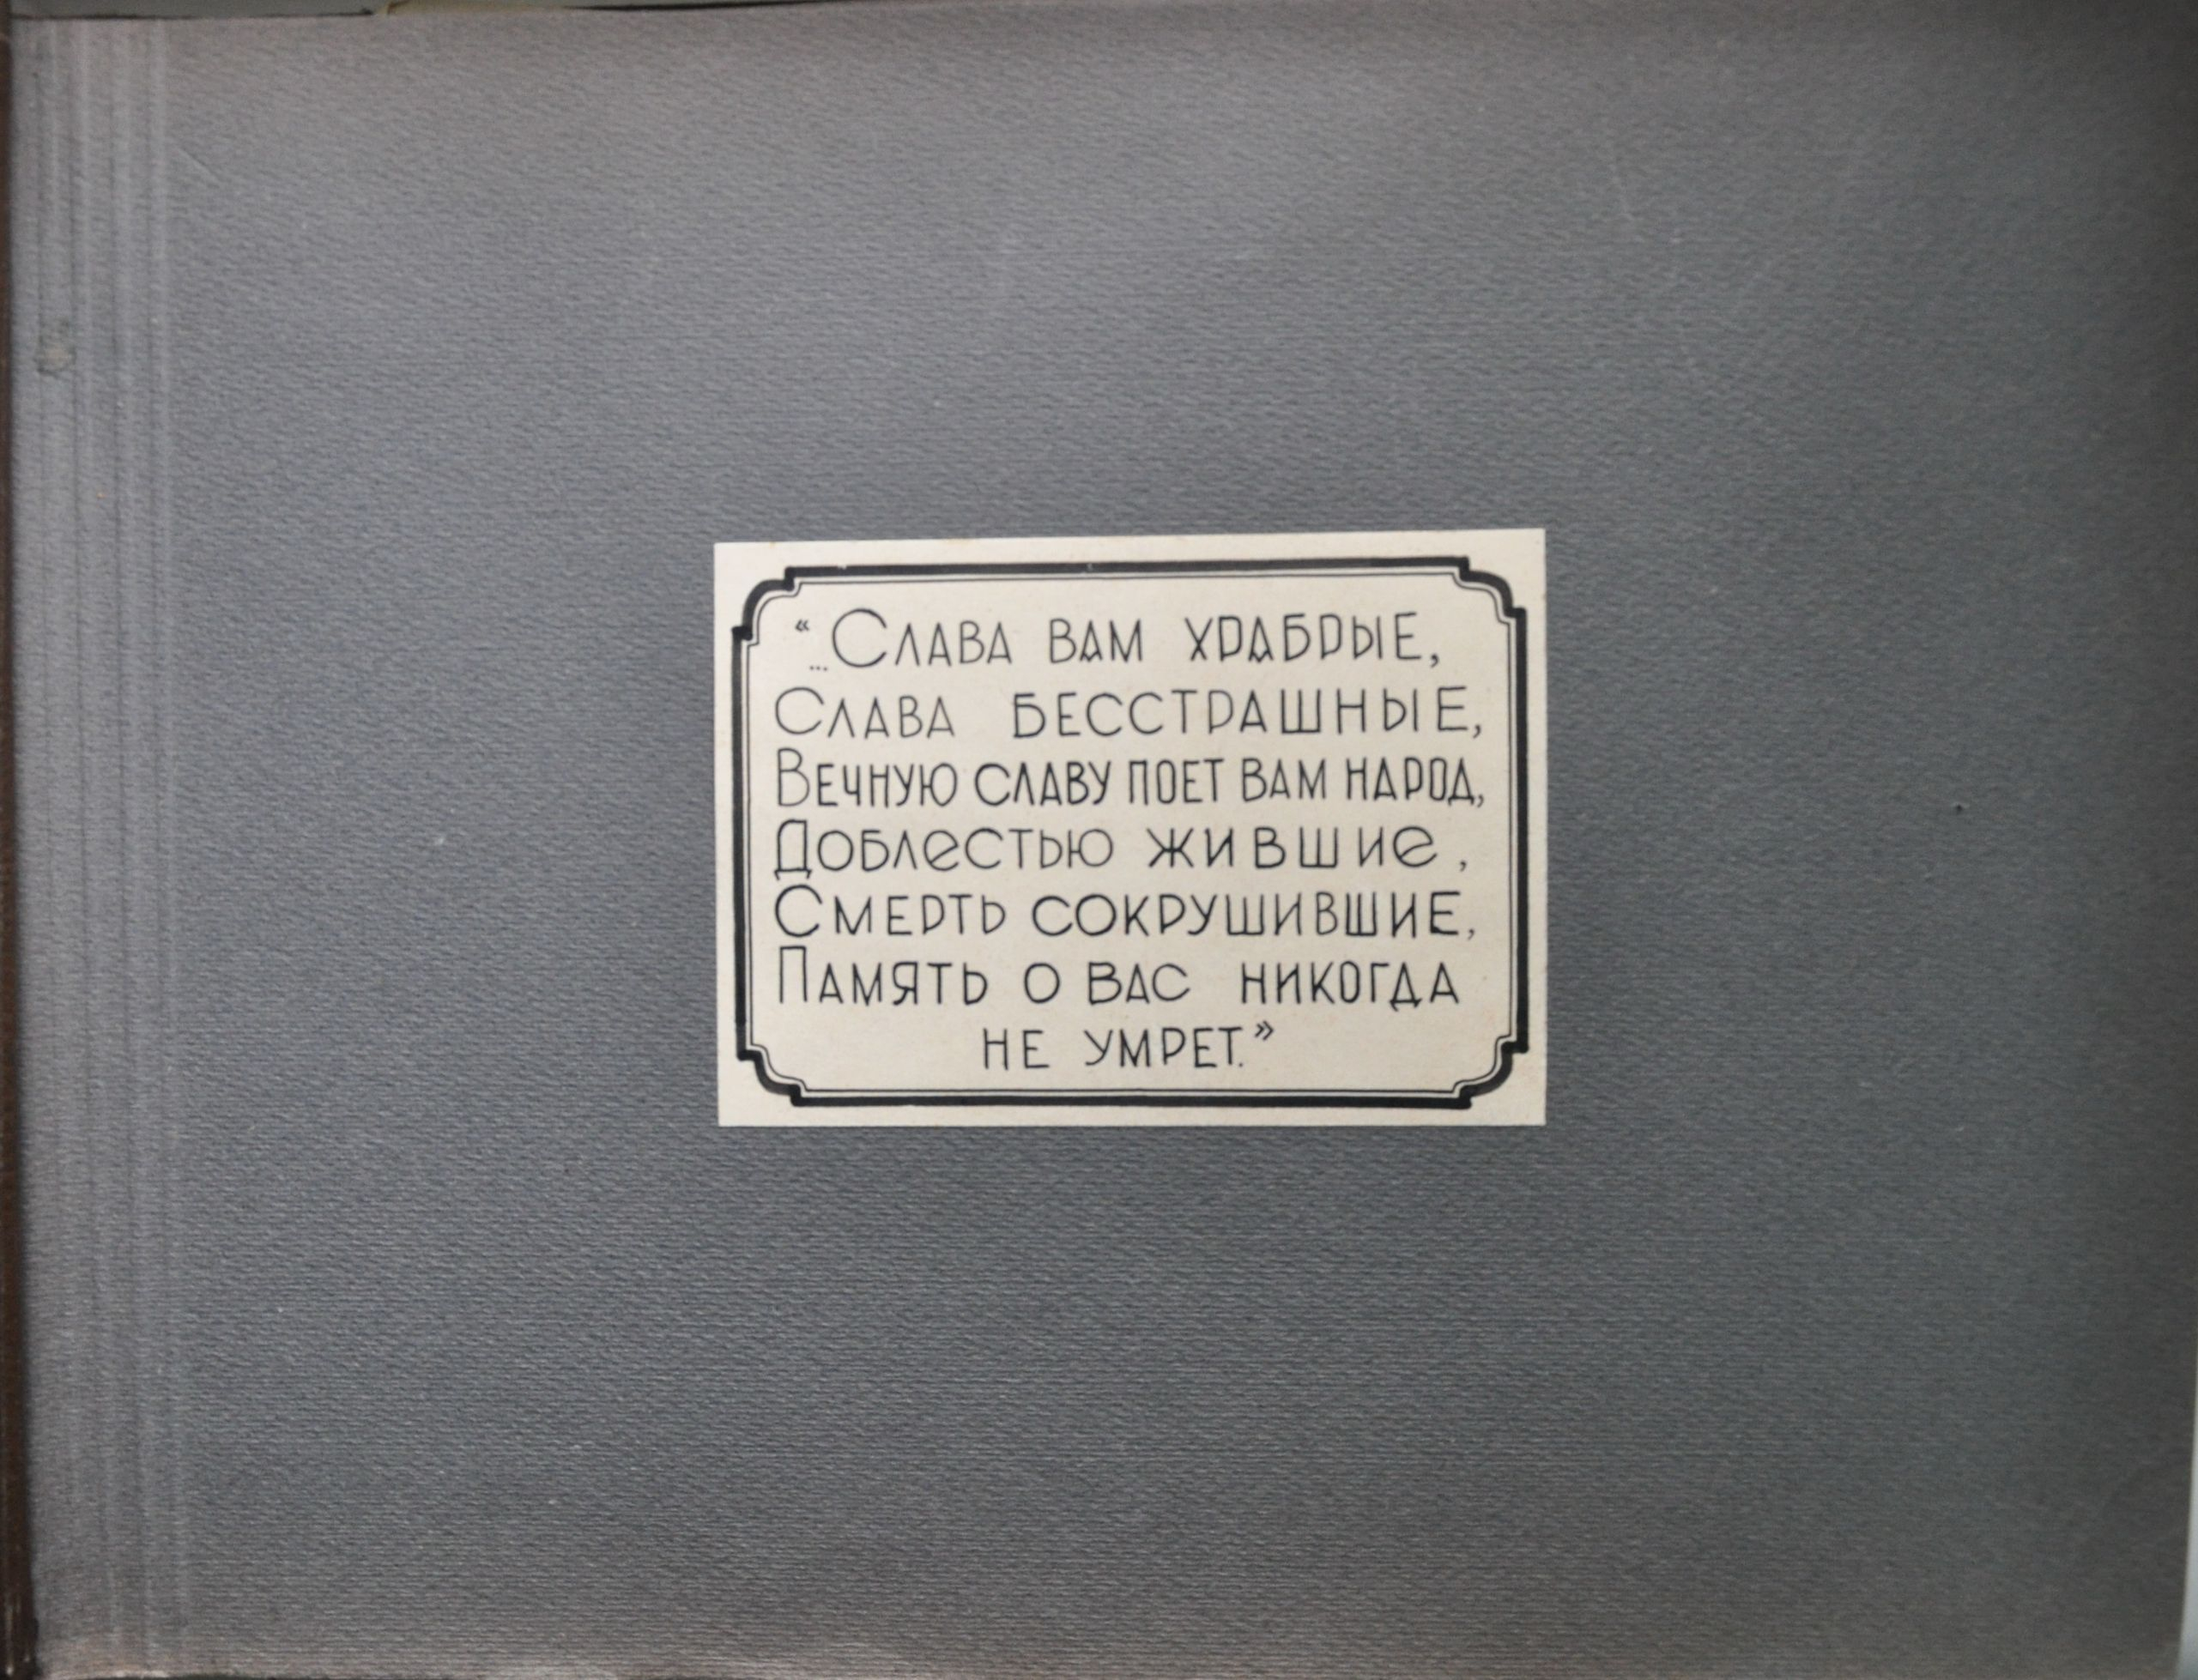 “...Слава вам храбрые,
Слава бесстрашные,
Вечную славу поет вам народ,
Доблестью жившие,
Смерть сокрушившие,
Память о вас никогда
не умрет.”